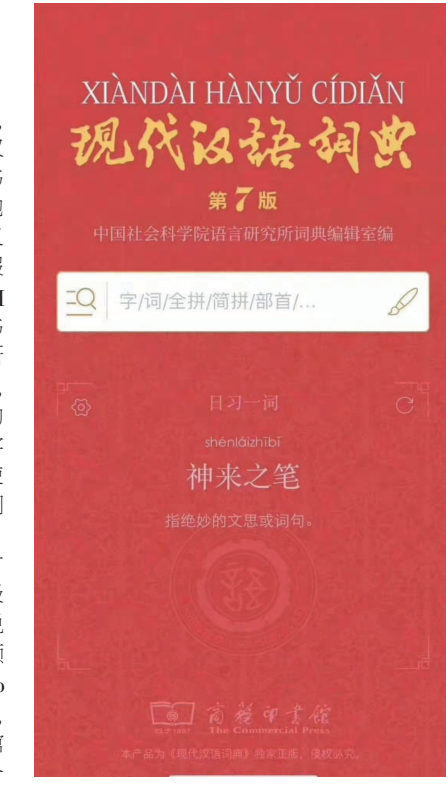 XIÀNDÀI HÀNYǓ CÍDIǍN
现代汉语词典
第7版
中国社会科学院语言研究所词典编辑室编
字/词/全拼/简拼/部首/...
日习一词
shénláizhībǐ
神来之笔
指绝妙的文思或词句。
商务印书馆
The Commercial Press
本产品为《现代汉语词典》独家正版，侵权必究。